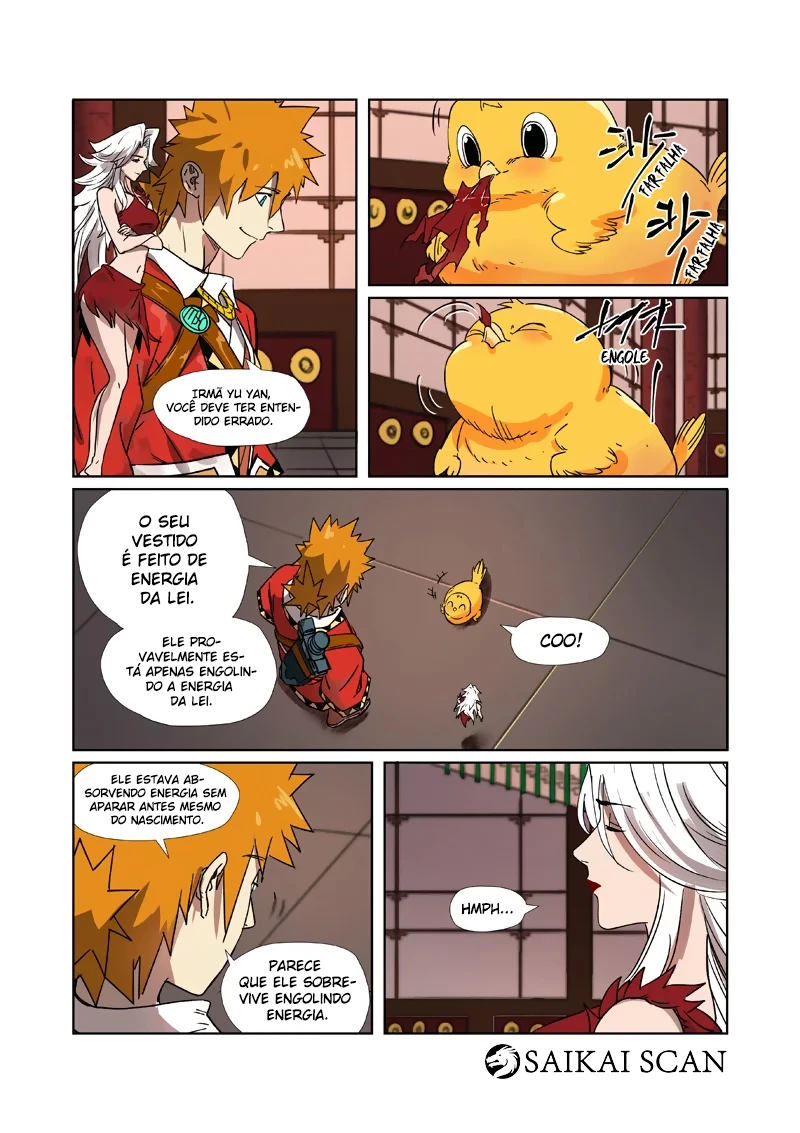 FARFALHA
FARFALHA
IRMÃ YU YAN,
VOCÊ DEVE TER ENTEN-
DIDO ERRADO.
ENGOLE
O SEU
VESTIDO
É FEITO DE
ENERGIA
DA LEI.
ELE PRO-
VAVELMENTE ES-
TÁ APENAS ENGOLIN-
DO A ENERGIA
DA LEI.
COO!
ELE ESTAVA AB-
SORVENDO ENERGIA SEM
APARAR ANTES MESMO
DO NASCIMENTO.
PARECE
QUE ELE SOBRE-
VIVE ENGOLINDO
ENERGIA.
HMPH...
SAIKAI SCAN